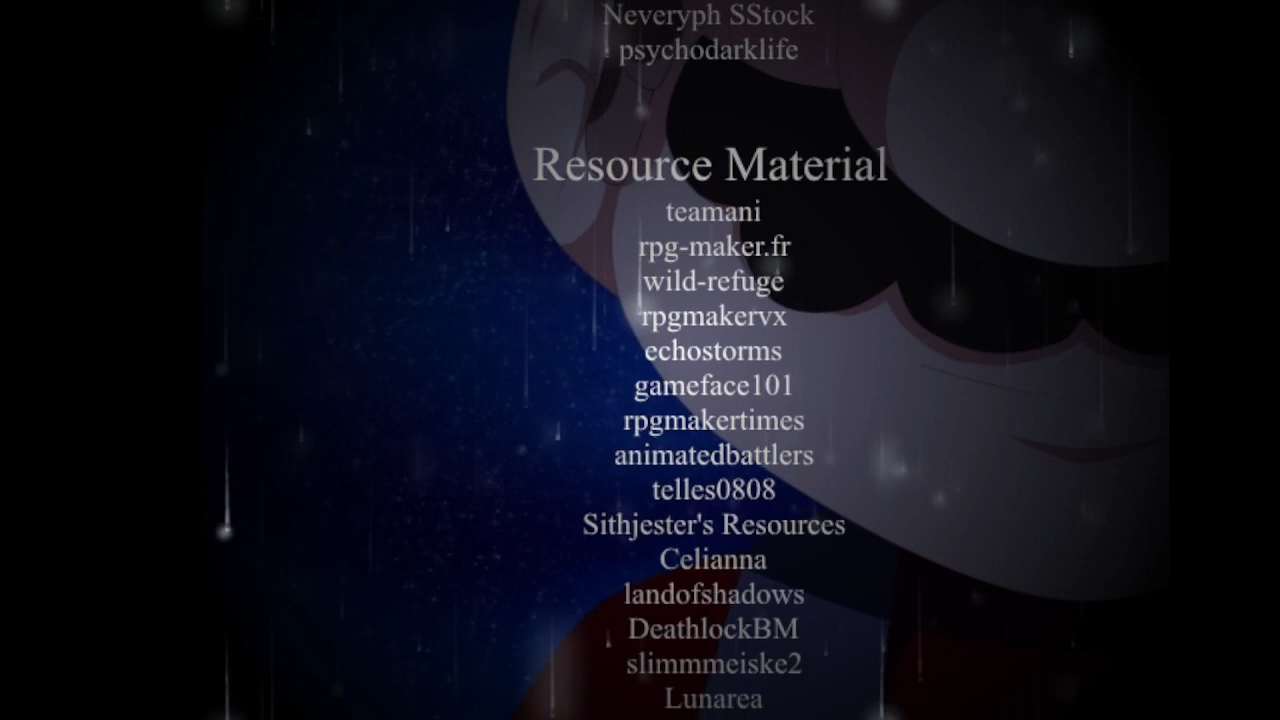 Neveryph SStock
psychodarklife
Resource Material
teamani
rpg-maker.fr
wild-refuge
rpgmakervx
echostorms
gameface101
rpgmakertimes
animatedbattlers
telles0808
Sithjester's Resources
Celianna
landofshadows
DeathlockBM
slimmmeiske2
Lunarea